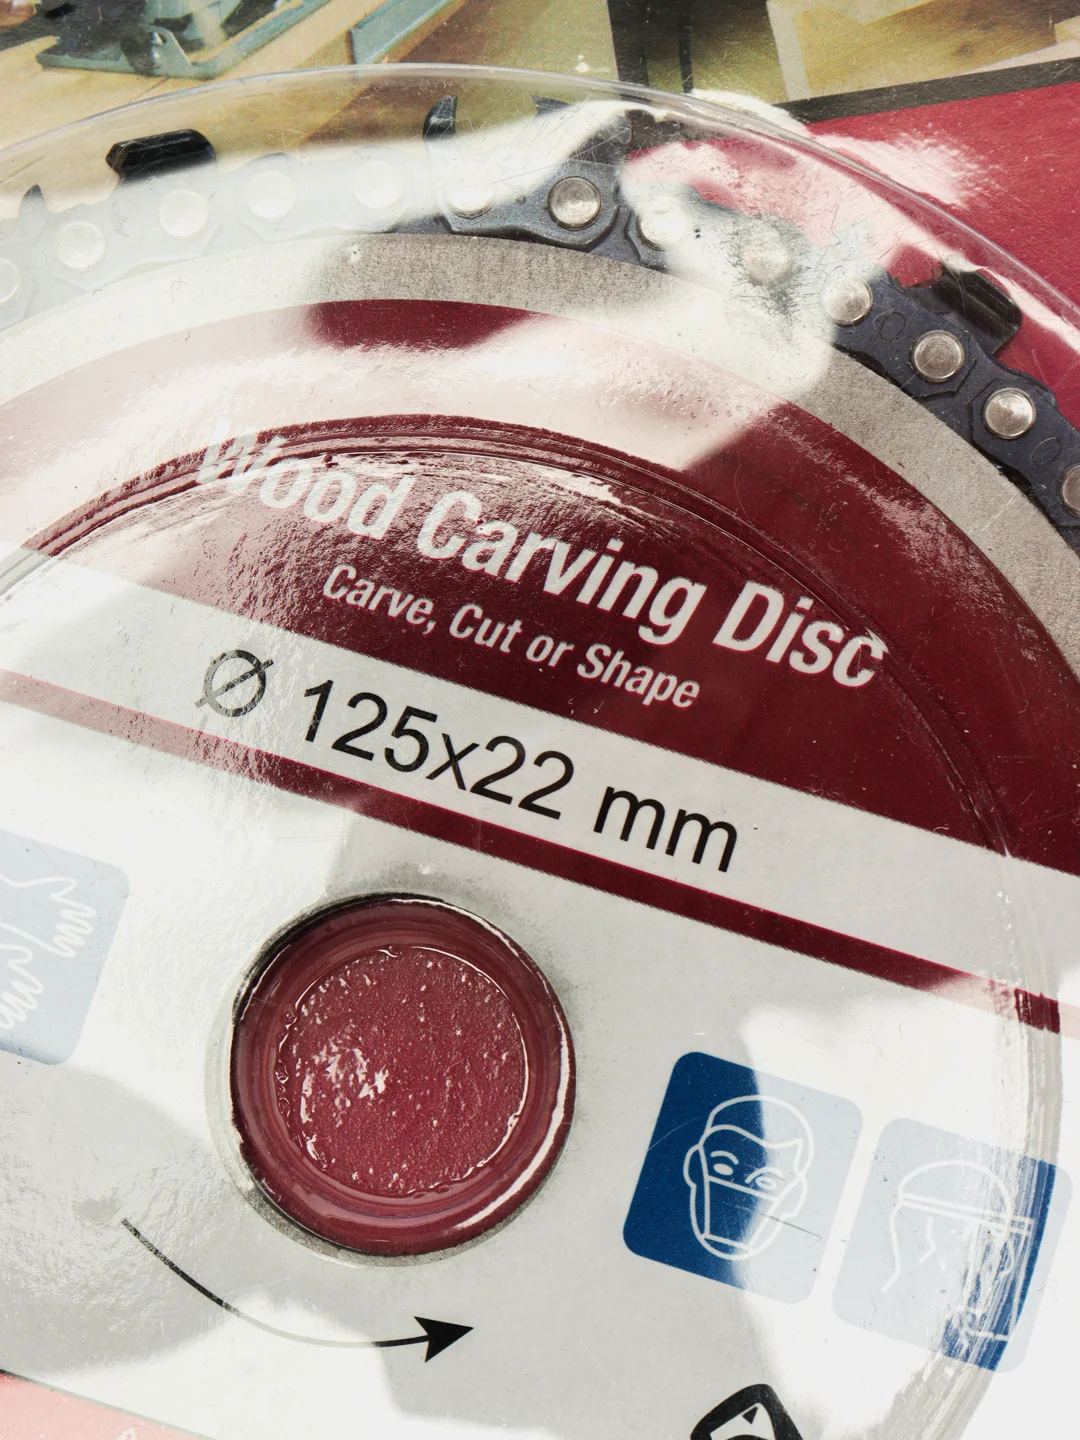 Wood Carving Disc
Carve, Cut or Shape
Ø 125x22 mm